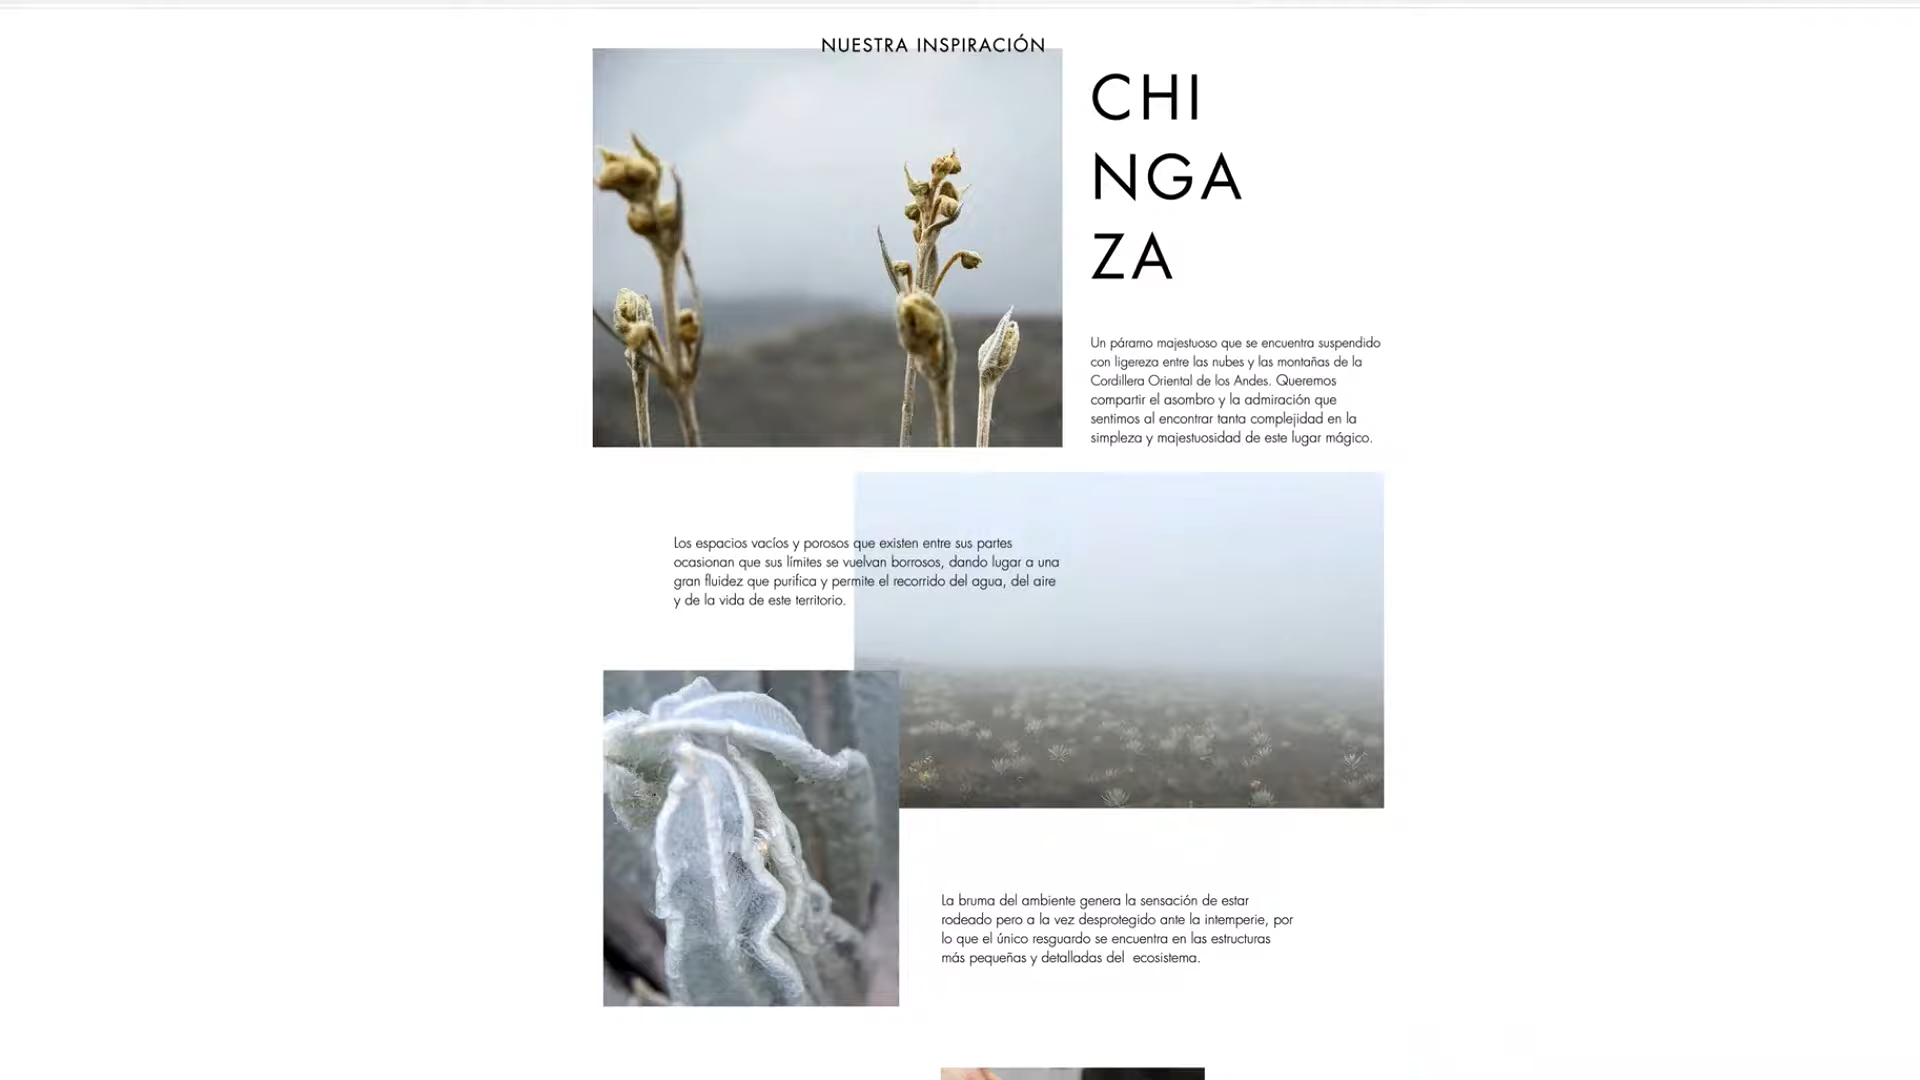 NUESTRA INSPIRACIÓN
CHI
NGA
ZA
Un páramo majestuoso que se encuentra suspendido
con ligereza entre las nubes y las montañas de la
Cordillera Oriental de los Andes. Queremos
compartir el asombro y la admiración que
sentimos al encontrar tanta complejidad en la
simpleza y majestuosidad de este lugar mágico.
Los espacios vacíos y porosos que existen entre sus partes
ocasionan que sus límites se vuelvan borrosos, dando lugar a una
gran fluidez que purifica y permite el recorrido del agua, del aire
y de la vida de este territorio.
La bruma del ambiente genera la sensación de estar
rodeado pero a la vez desprotegido ante la intemperie, por
lo que el único resguardo se encuentra en las estructuras
más pequeñas y detalladas del  ecosistema.